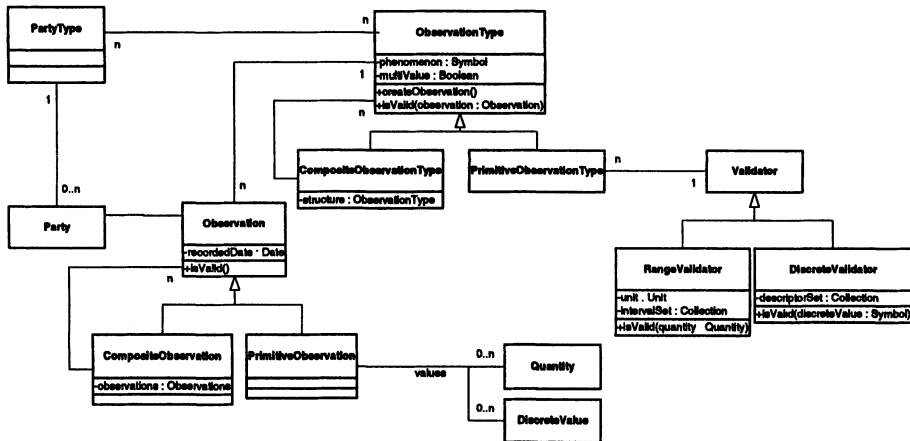 PartyType
n
n
ObservationType
-phenomenon : Symbol
-multiValue : Boolean
+createObservation()
+isValid(observation : Observation)
1
n
1
0..n
n
CompositeObservationType
-structure : ObservationType
PrimitiveObservationType
n
1
Validator
Party
Observation
-recordedDate : Date
+isValid()
n
RangeValidator
-unit . Unit
-intervalSet : Collection
+isValid(quantity Quantity)
DiscreteValidator
-descriptorSet : Collection
+isValid(discreteValue : Symbol)
CompositeObservation
-observations : Observations
PrimitiveObservation
values
0..n
Quantity
0..n
DiscreteValue